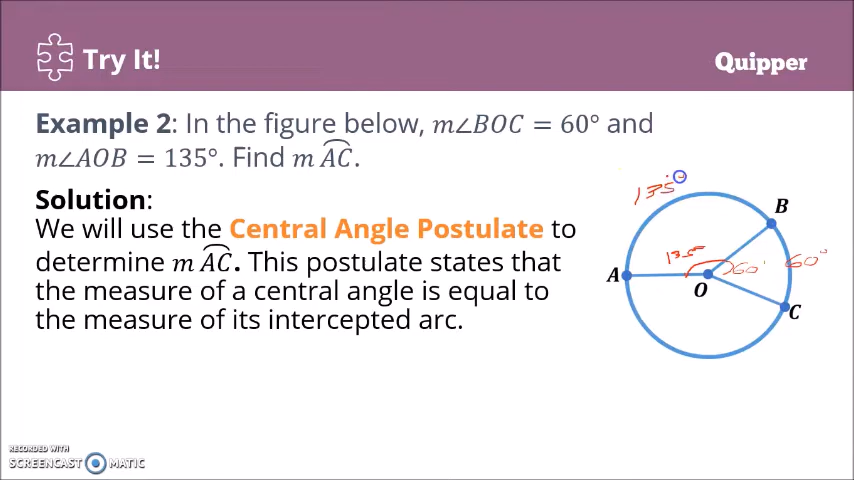 Try It!
Quipper
Example 2: In the figure below, m∠BOC = 60° and
m∠AOB = 135°. Find m AC.
Solution:
We will use the Central Angle Postulate to
determine m AC. This postulate states that
the measure of a central angle is equal to
the measure of its intercepted arc.
135°
B
135°
60°
60°
A
O
C
RECORDED WITH
SCREENCAST MATIC